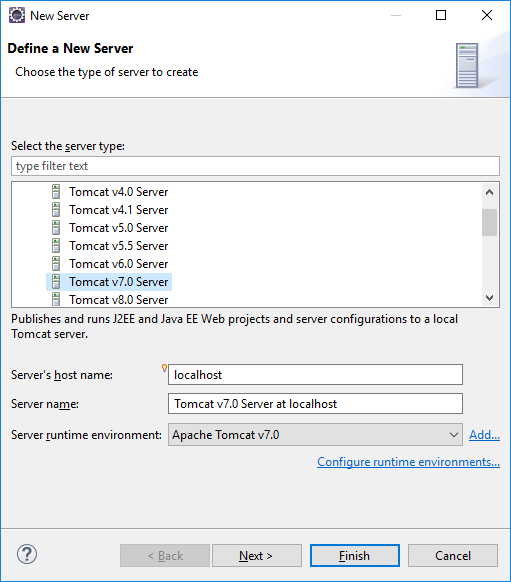 New Server
Define a New Server
Choose the type of server to create
Select the server type:
type filter text
Tomcat v4.0 Server
Tomcat v4.1 Server
Tomcat v5.0 Server
Tomcat v5.5 Server
Tomcat v6.0 Server
Tomcat v7.0 Server
Tomcat v8.0 Server
Publishes and runs J2EE and Java EE Web projects and server configurations to a local
Tomcat server.
Server's host name: localhost
Server name: Tomcat v7.0 Server at localhost
Server runtime environment: Apache Tomcat v7.0 Add...
Configure runtime environments...
? < Back Next > Finish Cancel